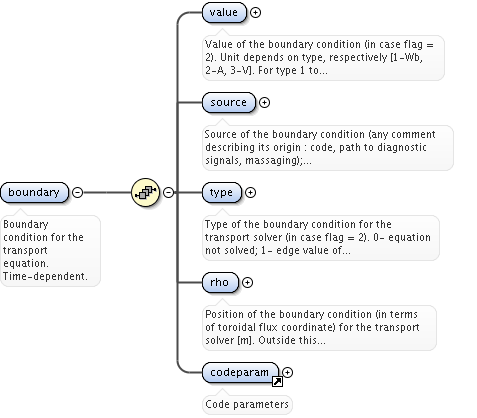 value
Value of the boundary condition (in case flag =
2). Unit depends on type, respectively [1-Wb,
2-A, 3-V]. For type 1 to...
source
Source of the boundary condition (any comment
describing its origin : code, path to diagnostic
signals, massaging);...
boundary
Boundary
condition for the
transport
equation.
Time-dependent.
type
Type of the boundary condition for the
transport solver (in case flag = 2). 0- equation
not solved; 1- edge value of...
rho
Position of the boundary condition (in terms
of toroidal flux coordinate) for the transport
solver [m]. Outside this...
codeparam
Code parameters